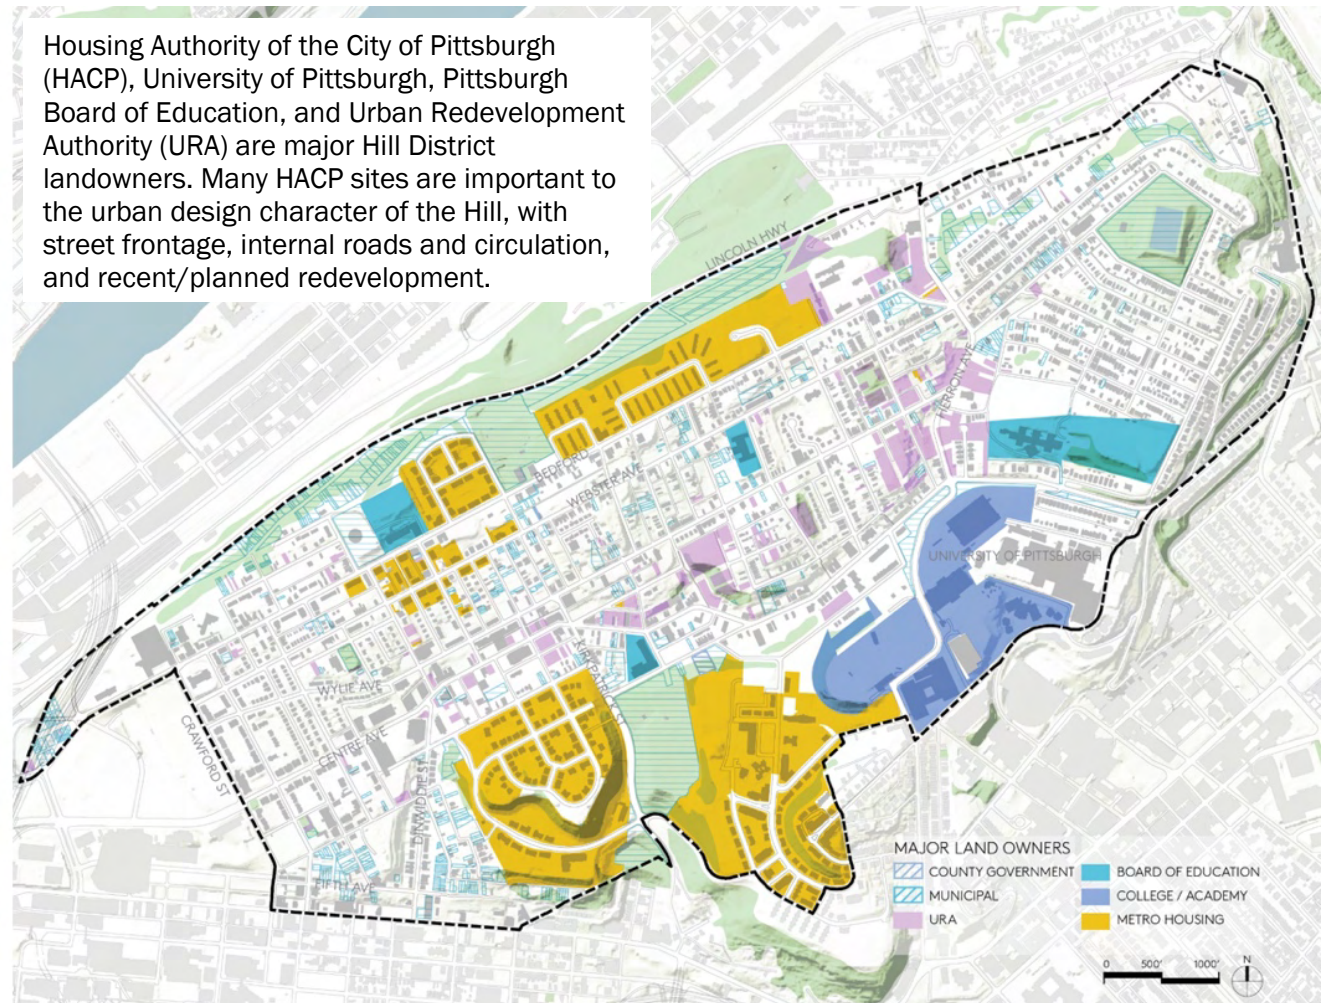 Housing Authority of the City of Pittsburgh
(HACP), University of Pittsburgh, Pittsburgh
Board of Education, and Urban Redevelopment
Authority (URA) are major Hill District
landowners. Many HACP sites are important to
the urban design character of the Hill, with
street frontage, internal roads and circulation,
and recent/planned redevelopment.
LINCOLN HWY
HERRON AVE
BEDFORD
WEBSTER AVE
UNIVERSITY OF PITTSBURGH
KIRKPATRICK ST
WYLIE AVE
CRAWFORD ST
CENTRE AVE
DINWIDDIE ST
FIFTH AVE
MAJOR LAND OWNERS
COUNTY GOVERNMENT
MUNICIPAL
URA
BOARD OF EDUCATION
COLLEGE / ACADEMY
METRO HOUSING
0 500' 1000'
N